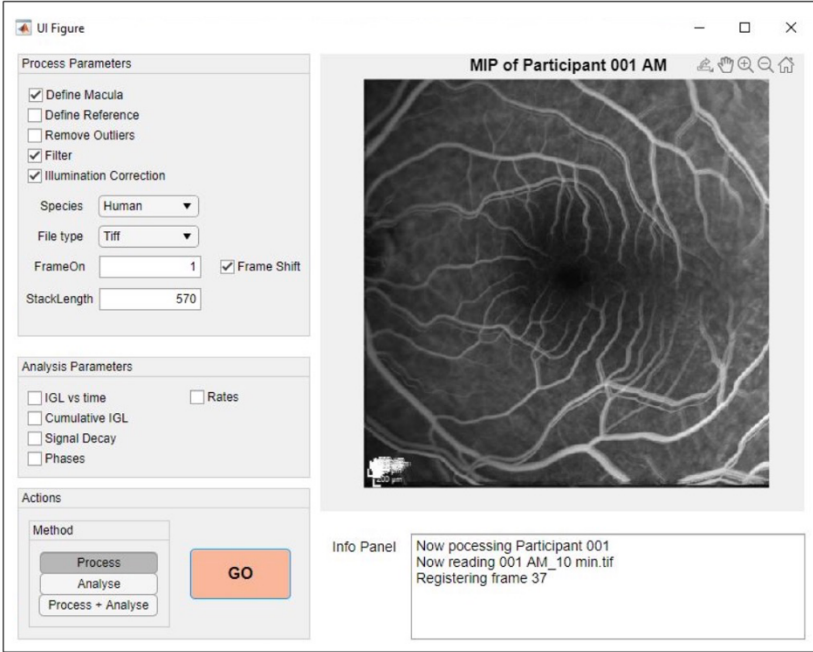 UI Figure
Process Parameters
Define Macula
Define Reference
Remove Outliers
Filter
Illumination Correction
Species Human
File type Tiff
FrameOn 1 Frame Shift
StackLength 570
Analysis Parameters
IGL vs time Rates
Cumulative IGL
Signal Decay
Phases
Actions
Method
Process
Analyse
Process + Analyse
GO
MIP of Participant 001 AM
200 µm
Info Panel
Now pocessing Participant 001
Now reading 001 AM_10 min.tif
Registering frame 37